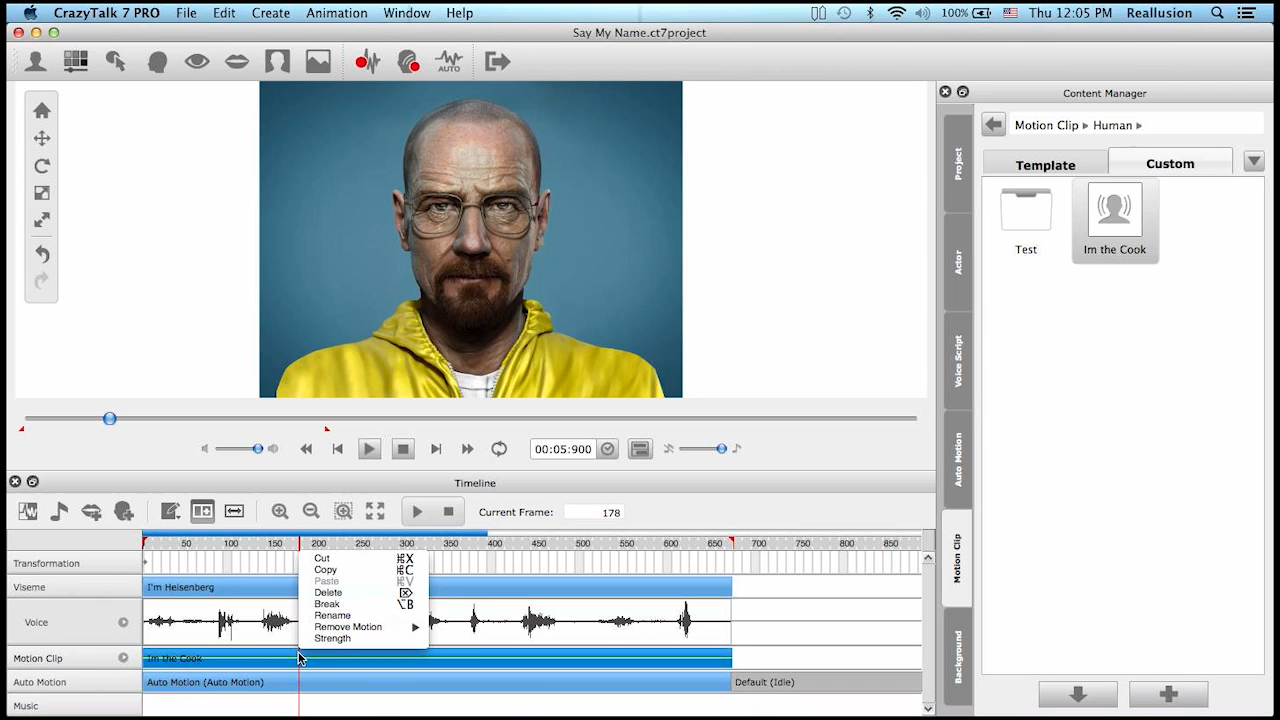 CrazyTalk 7 PRO File Edit Create Animation Window Help 100% Thu 12:05 PM Reallusion
Say My Name.ct7project
AUTO
Content Manager
Motion Clip ▸ Human ▸
Template Custom
Test Im the Cook
Project
Actor
Voice Script
Auto Motion
Motion Clip
Background
00:05:900
Timeline
Current Frame: 178
50 100 150 200 250 300 350 400 450 500 550 600 650 700 750 800 850
Transformation
Viseme I'm Heisenberg
Voice
Motion Clip Im the Cook
Auto Motion Auto Motion (Auto Motion) Default (Idle)
Music
Cut ⌘X
Copy ⌘C
Paste ⌘V
Delete ⌦
Break ⌥B
Rename
Remove Motion ▶
Strength